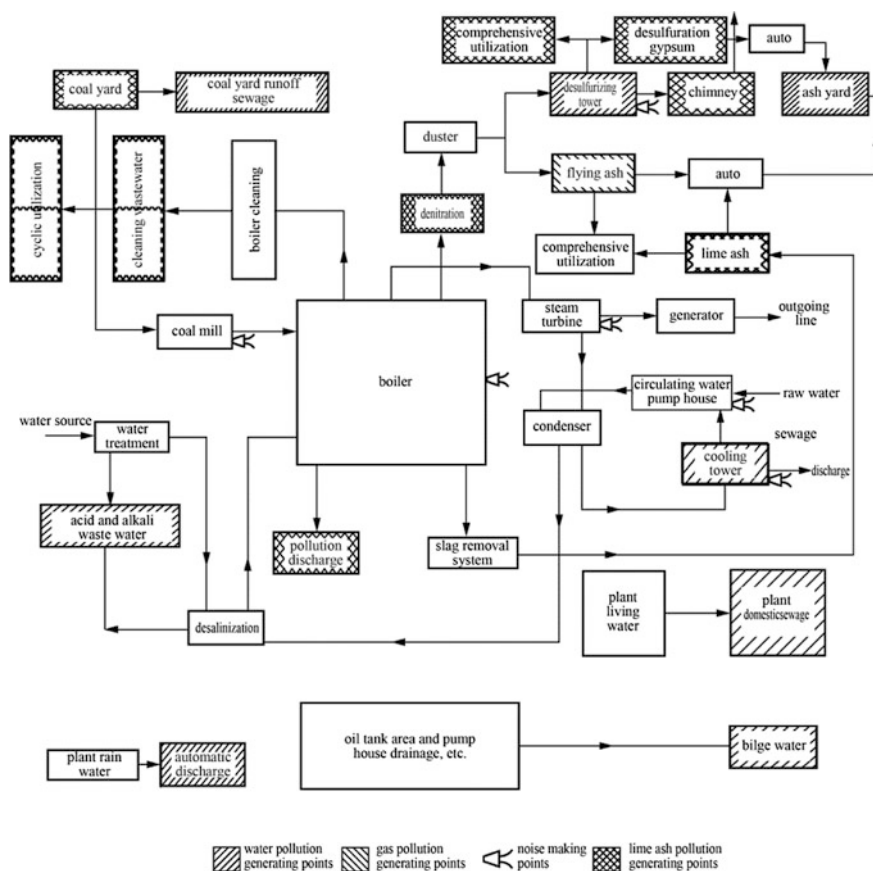 comprehensive
utilization
desulfuration
gypsum
auto
coal yard
coal yard runoff
sewage
desulfurizing
tower
chimney
ash yard
duster
cyclic utilization
cleaning wastewater
boiler cleaning
flying ash
auto
denitration
comprehensive
utilization
lime ash
coal mill
steam
turbine
generator
outgoing
line
boiler
circulating water
pump house
raw water
water source
water
treatment
condenser
sewage
cooling
tower
discharge
acid and alkali
waste water
pollution
discharge
slag removal
system
plant
living
water
plant
domesticsewage
desalinization
oil tank area and pump
house drainage, etc.
bilge water
plant rain
water
automatic
discharge
water pollution
generating points
gas pollution
generating points
noise making
points
lime ash pollution
generating points